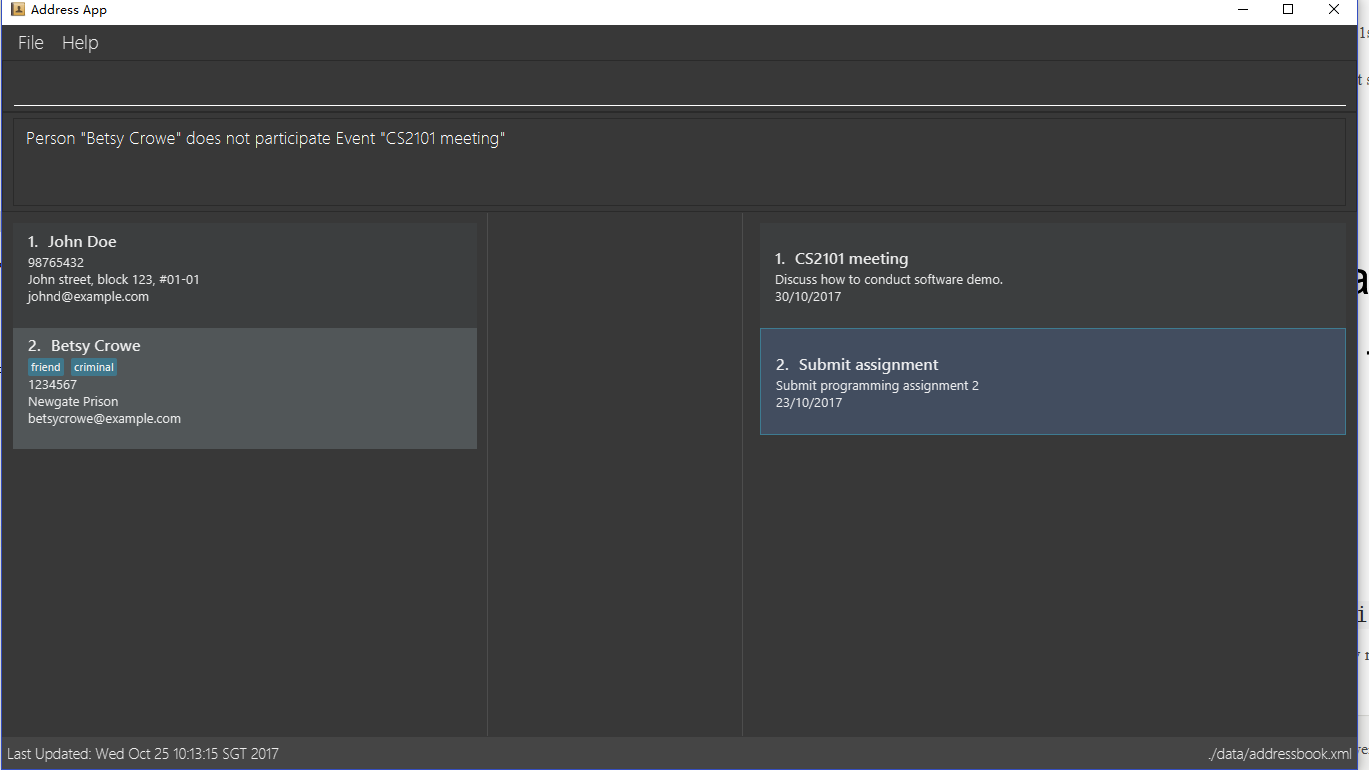 Address App
File Help
Person "Betsy Crowe" does not participate Event "CS2101 meeting"
1. John Doe
98765432
John street, block 123, #01-01
johnd@example.com
2. Betsy Crowe
friend criminal
1234567
Newgate Prison
betsycrowe@example.com
1. CS2101 meeting
Discuss how to conduct software demo.
30/10/2017
2. Submit assignment
Submit programming assignment 2
23/10/2017
Last Updated: Wed Oct 25 10:13:15 SGT 2017
./data/addressbook.xml